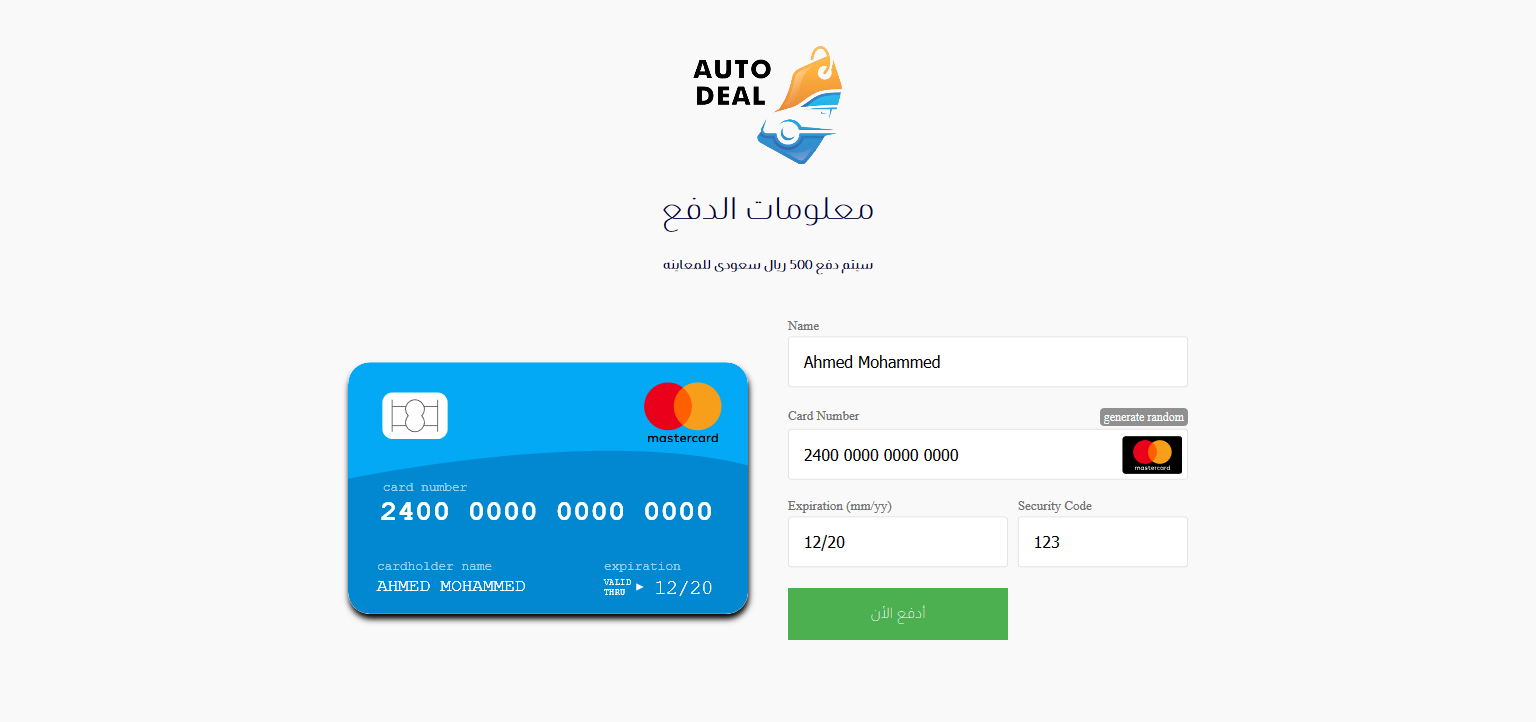 AUTO
DEAL
معلومات الدفع
سيتم دفع 500 ريال سعودى للمعاينه
Name
Ahmed Mohammed
Card Number
generate random
2400 0000 0000 0000
mastercard
Expiration (mm/yy)
Security Code
12/20
123
أدفع الأن
mastercard
card number
2400 0000 0000 0000
cardholder name
expiration
AHMED MOHAMMED
VALID
THRU
12/20